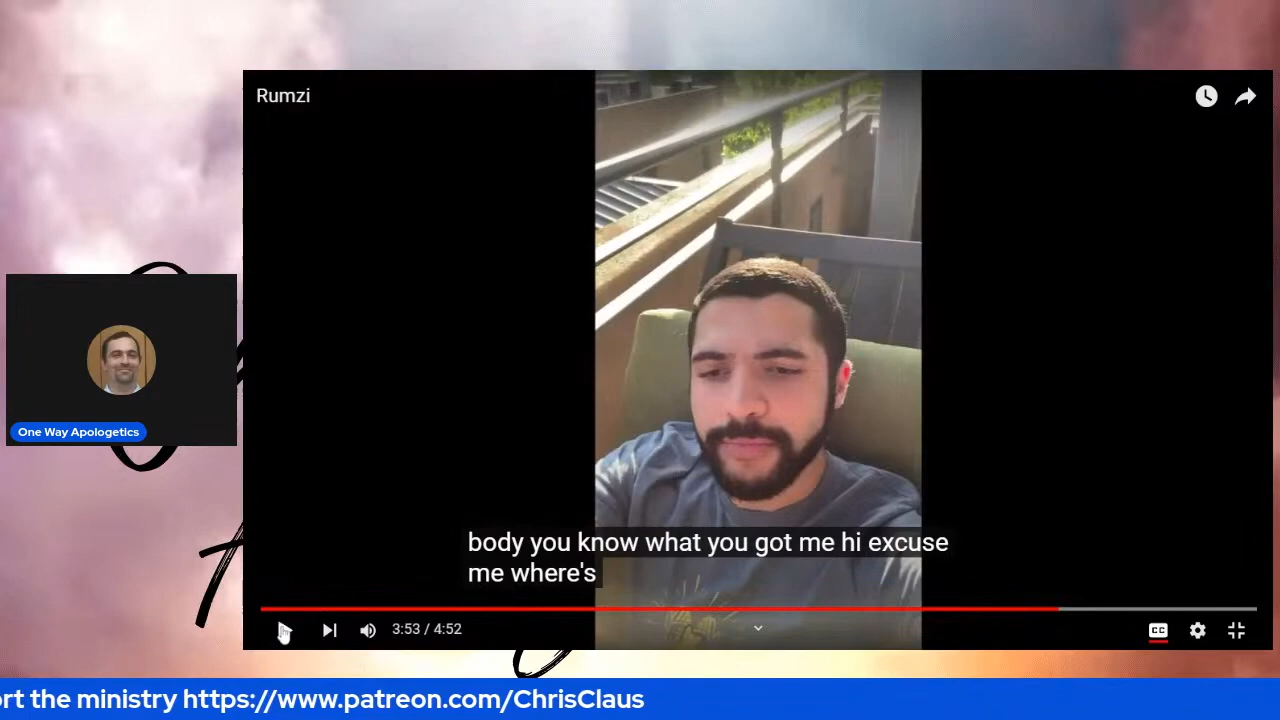 Rumzi
One Way Apologetics
body you know what you got me hi excuse
me where's
3:53 / 4:52
CC
ort the ministry https://www.patreon.com/ChrisClaus